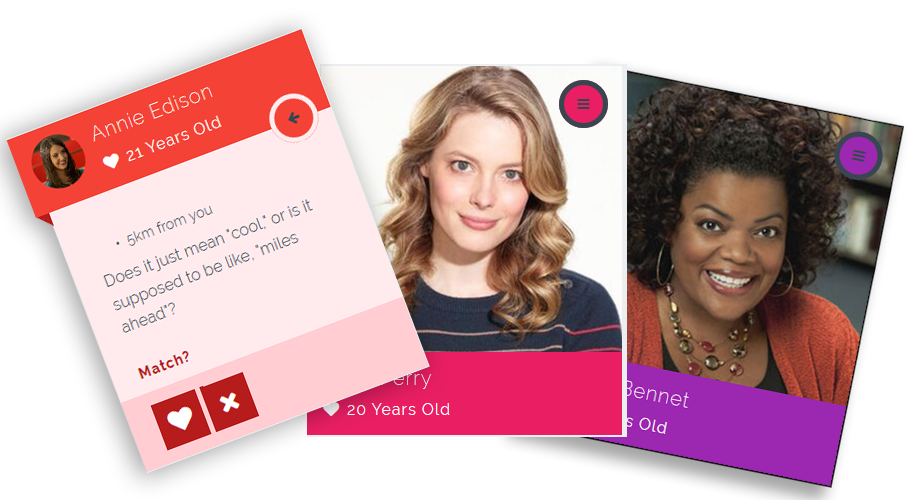 Annie Edison
21 Years Old
• 5km from you
Does it just mean "cool," or is it
supposed to be like, "miles
ahead"?
Match?
erry
20 Years Old
Bennet
s Old